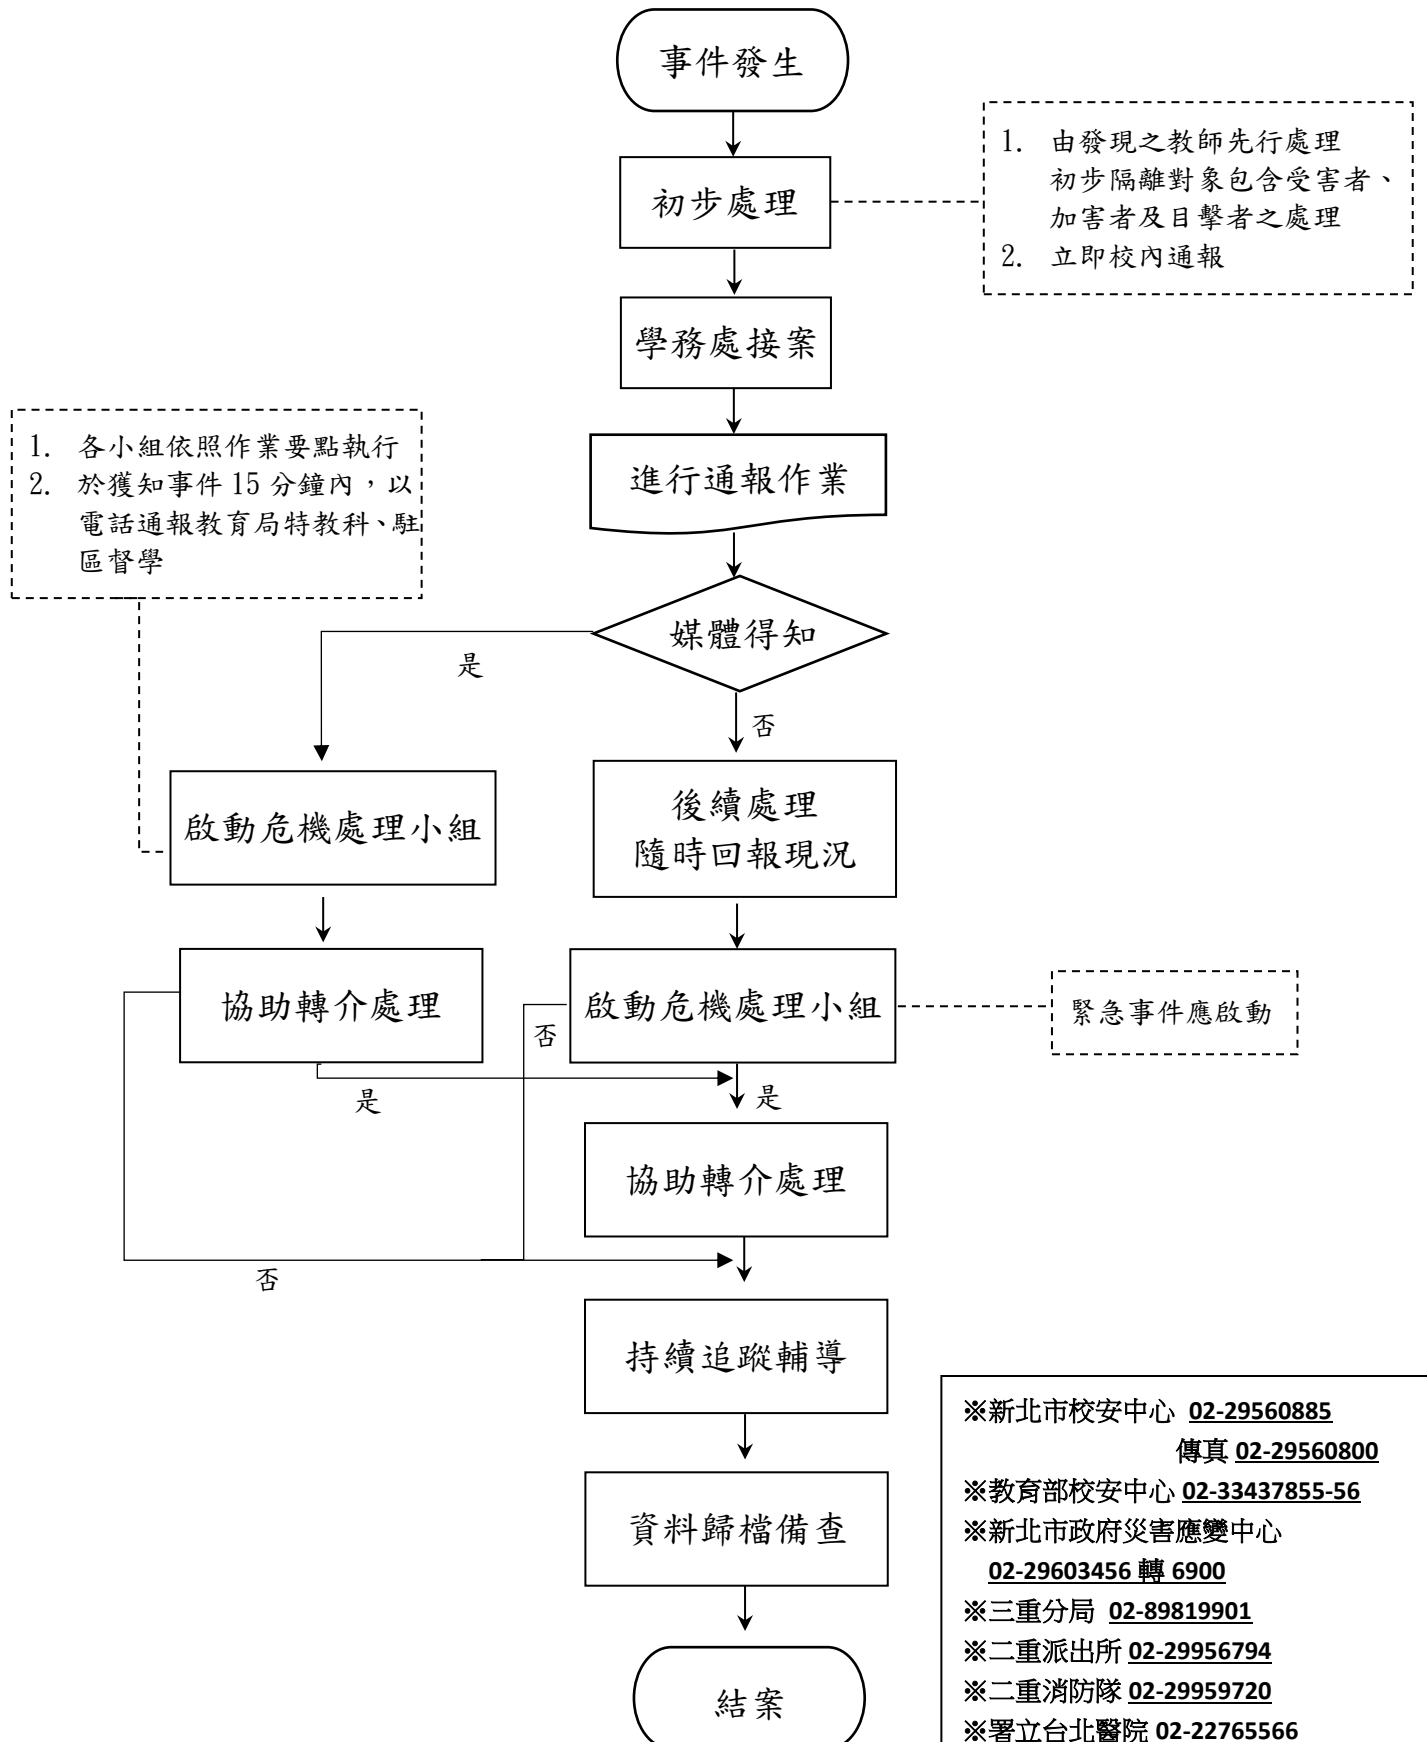 事件發生
初步處理
1. 由發現之教師先行處理
初步隔離對象包含受害者、
加害者及目擊者之處理
2. 立即校內通報
學務處接案
1. 各小組依照作業要點執行
2. 於獲知事件 15 分鐘內，以
電話通報教育局特教科、駐
區督學
進行通報作業
媒體得知
是
否
啟動危機處理小組
後續處理
隨時回報現況
協助轉介處理
否
啟動危機處理小組
緊急事件應啟動
是
是
協助轉介處理
否
持續追蹤輔導
資料歸檔備查
結案
※新北市校安中心 02-29560885
傳真 02-29560800
※教育部校安中心 02-33437855-56
※新北市政府災害應變中心
02-29603456 轉 6900
※三重分局 02-89819901
※二重派出所 02-29956794
※二重消防隊 02-29959720
※署立台北醫院 02-22765566